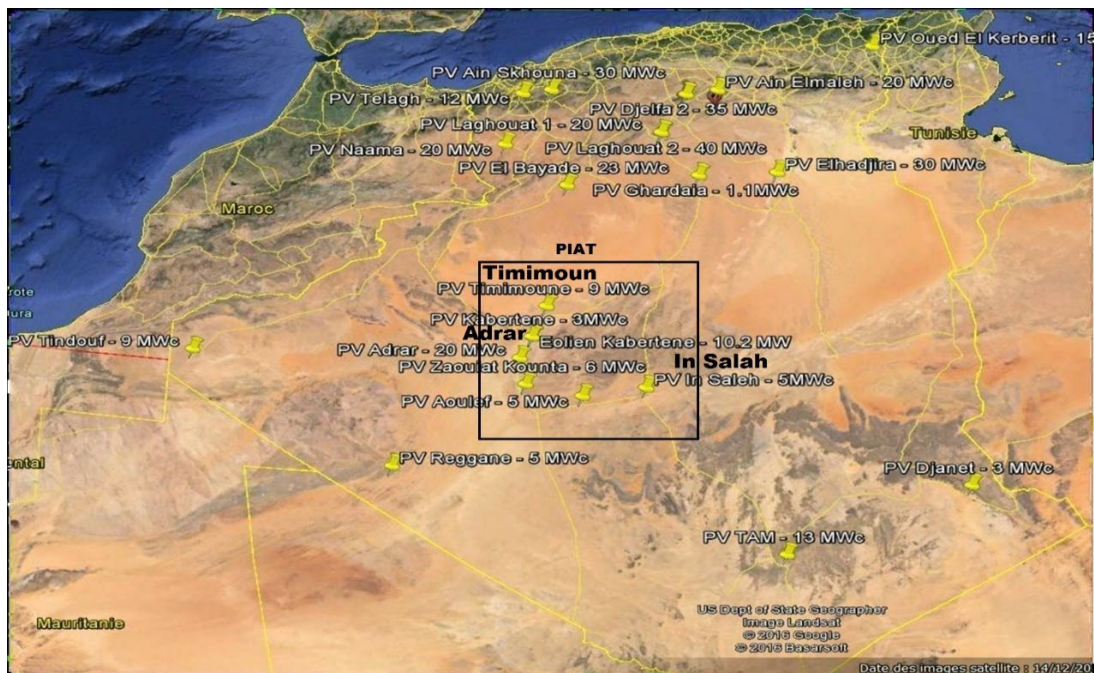 PV Oued El Kerberit - 15
PV Ain Skhouna - 30 MWc
PV Ain Elmaleh - 20 MWc
PV Telagh - 12 MWc
PV Djelfa 2 - 35 MWc
PV Laghouat 1 - 20 MWc
Tunisie
PV Naama - 20 MWc
PV Laghouat 2 - 40 MWc
PV El Bayade - 23 MWc
PV Elhadjira - 30 MWc
PV Ghardaia - 1.1MWc
Maroc
PIAT
Timimoun
PV Timimoune - 9 MWc
PV Kabertene - 3MWc
Adrar
Eolien Kabertene - 10.2 MW
PV Tindouf - 9 MWc
PV Adrar - 20 MWc
In Salah
PV Zaouiat Kounta - 6 MWc
PV In Saleh - 5MWc
PV Aoulef - 5 MWc
PV Reggane - 5 MWc
ental
PV Djanet - 3 MWc
PV TAM - 13 MWc
US Dept of State Geographer
Image Landsat
© 2016 Google
© 2016 Basarsoft
Mauritanie
Date des images satellite : 14/12/20